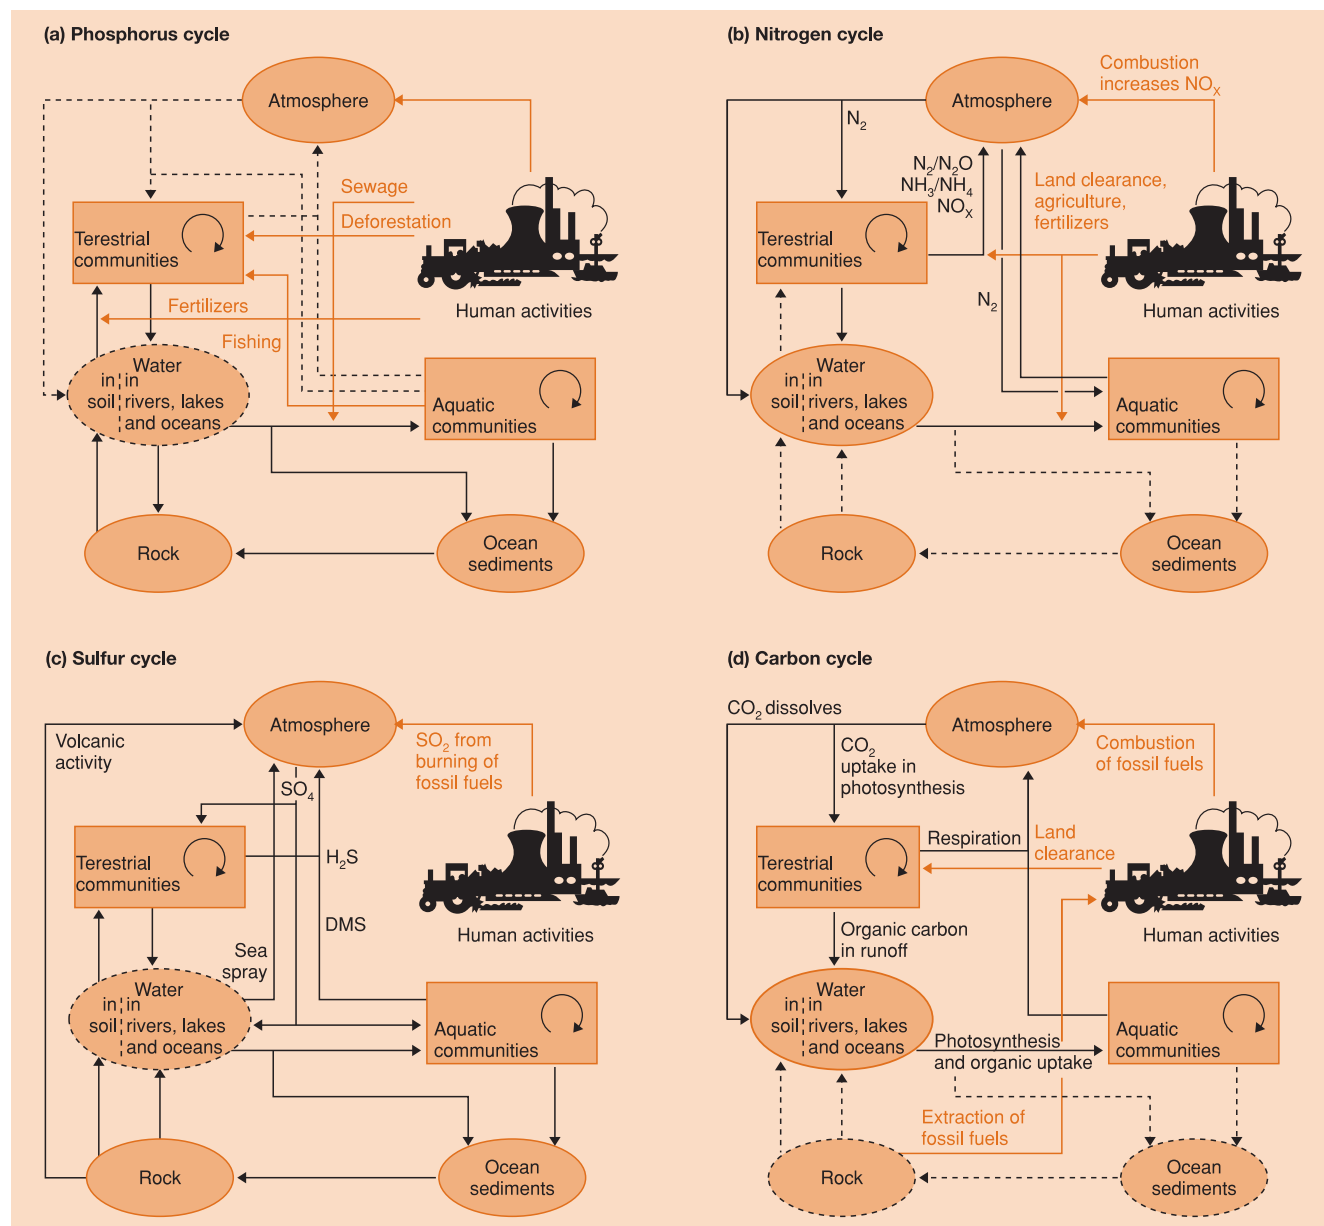 (a) Phosphorus cycle
Atmosphere
Sewage
Deforestation
Terestrial
communities
Human activities
Fertilizers
Fishing
Water
in in
soil rivers, lakes
and oceans
Aquatic
communities
Rock
Ocean
sediments
(b) Nitrogen cycle
Combustion
increases NOX
Atmosphere
N2
N2/N2O
NH3/NH4
NOX
Land clearance,
agriculture,
fertilizers
Terestrial
communities
N2
Human activities
Water
in in
soil rivers, lakes
and oceans
Aquatic
communities
Rock
Ocean
sediments
(c) Sulfur cycle
Atmosphere
Volcanic
activity
SO2 from
burning of
fossil fuels
SO4
Terestrial
communities
H2S
DMS
Human activities
Sea
spray
Water
in in
soil rivers, lakes
and oceans
Aquatic
communities
Rock
Ocean
sediments
(d) Carbon cycle
CO2 dissolves
Atmosphere
CO2
uptake in
photosynthesis
Combustion
of fossil fuels
Respiration
Land
clearance
Terestrial
communities
Organic carbon
in runoff
Human activities
Water
in in
soil rivers, lakes
and oceans
Photosynthesis
and organic uptake
Aquatic
communities
Extraction of
fossil fuels
Rock
Ocean
sediments